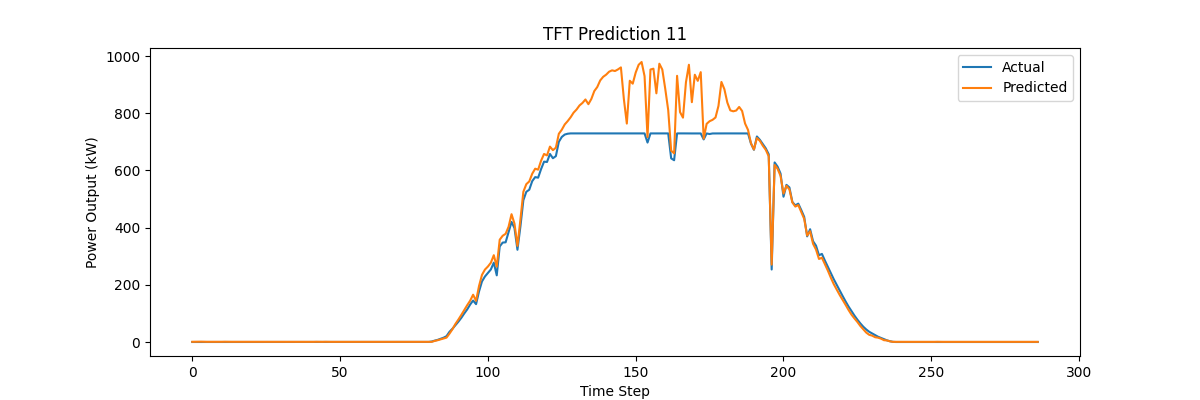 TFT Prediction 11
Actual
Predicted
Power Output (kW)
1000
800
600
400
200
0
0 50 100 150 200 250 300
Time Step